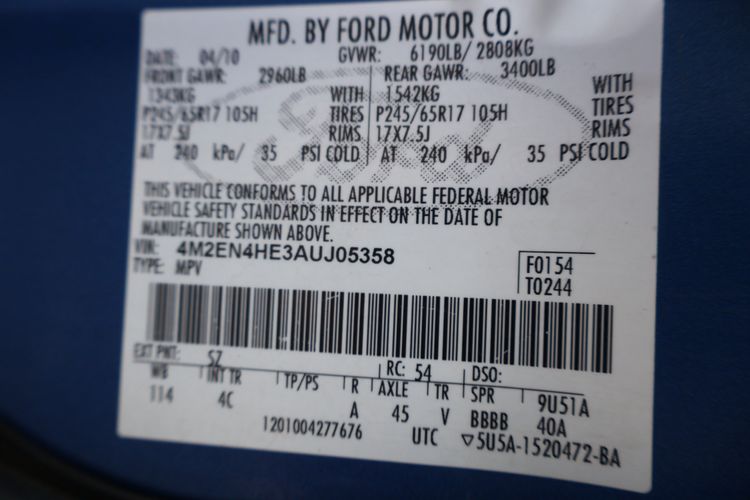 MFD. BY FORD MOTOR CO.
DATE: 04/10 GVWR: 6190LB/ 2808KG
FRONT GAWR: 2960LB REAR GAWR: 3400LB
1343KG WITH 1542KG WITH
P245/65R17 105H TIRES P245/65R17 105H TIRES
17X7.5J RIMS 17X7.5J RIMS
AT 240 kPa/ 35 PSI COLD AT 240 kPa/ 35 PSI COLD
Ford
THIS VEHICLE CONFORMS TO ALL APPLICABLE FEDERAL MOTOR
VEHICLE SAFETY STANDARDS IN EFFECT ON THE DATE OF
MANUFACTURE SHOWN ABOVE.
VIN: 4M2EN4HE3AUJ05358 F0154
TYPE: MPV T0244
EXT PNT: SZ RC: 54 DSO:
WB INT TR TP/PS R AXLE TR SPR 9U51A
114 4C A 45 V BBBB 40A
1201004277676 UTC ▽5U5A-1520472-BA